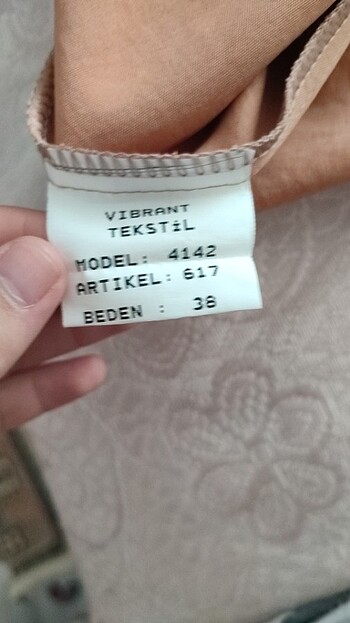 VIBRANT
TEKSTİL
MODEL: 4142
ARTIKEL: 617
BEDEN : 38